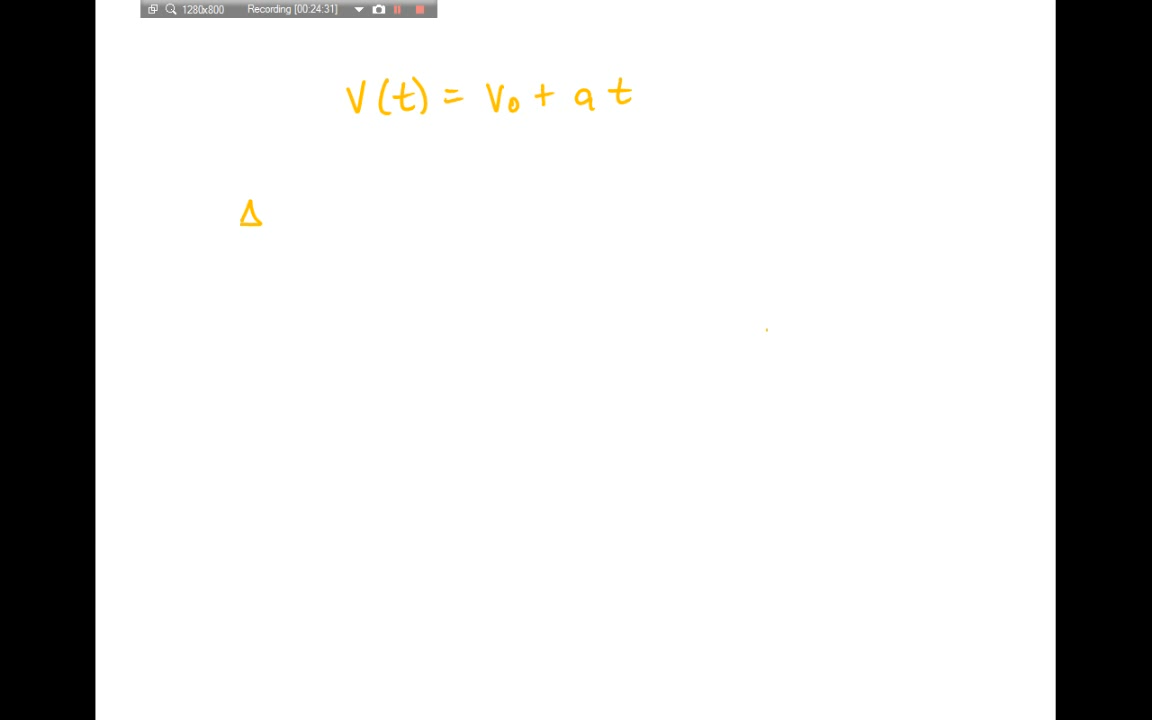 1280x800 Recording [00:24:31]
V(t) = V₀ + a t
Δ